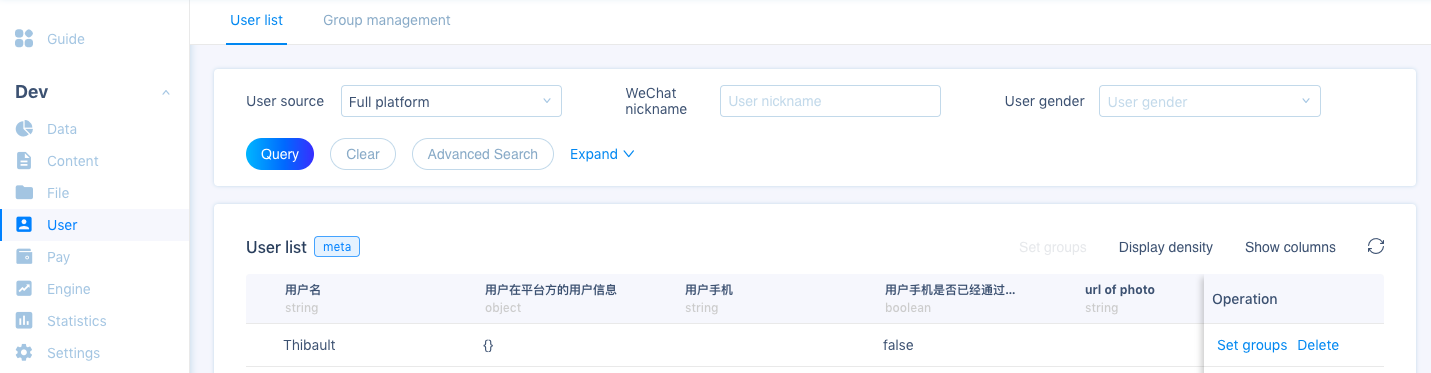 User list
Group management
Guide
Dev
Data
Content
File
User
Pay
Engine
Statistics
Settings
User source
Full platform
WeChat
nickname
User nickname
User gender
User gender
Query
Clear
Advanced Search
Expand
User list
meta
Set groups
Display density
Show columns
用户名
string
用户在平台方的用户信息
object
用户手机
string
用户手机是否已经通过...
boolean
url of photo
string
Operation
Thibault
{}
false
Set groups
Delete